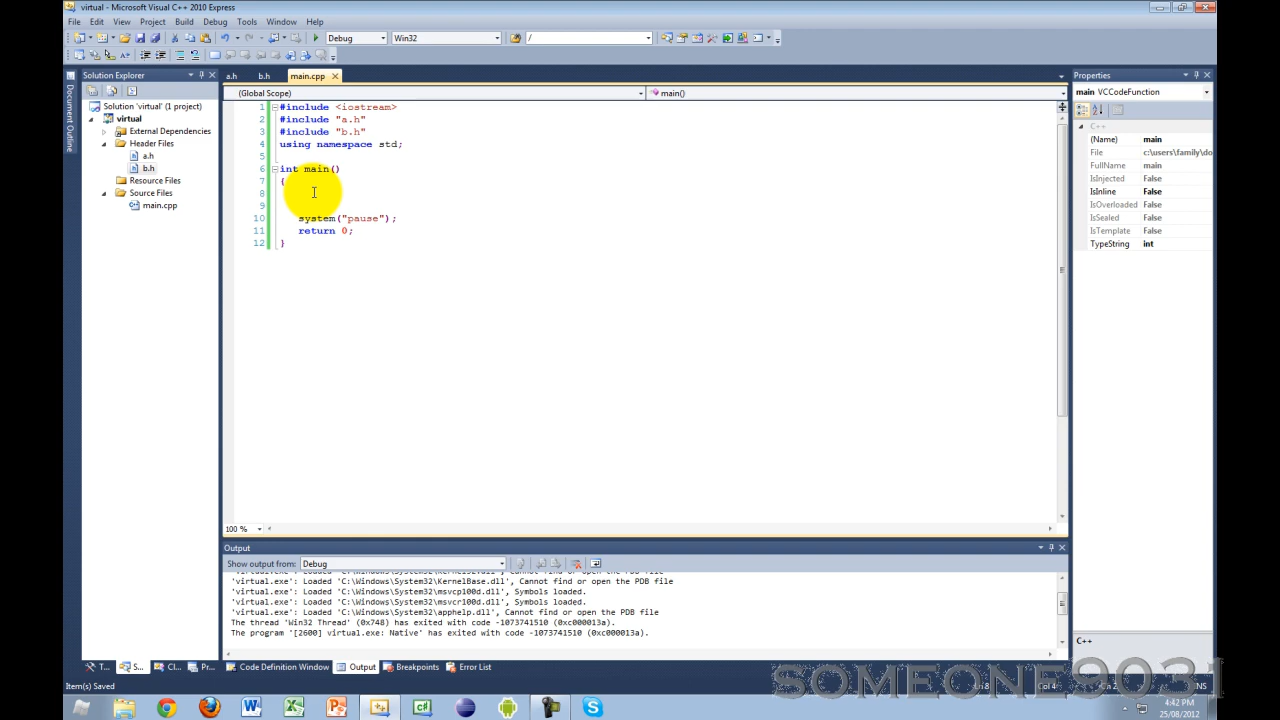 virtual - Microsoft Visual C++ 2010 Express
File Edit View Project Build Debug Tools Window Help
Debug Win32 /
Solution Explorer
Solution 'virtual' (1 project)
virtual
External Dependencies
Header Files
a.h
b.h
Resource Files
Source Files
main.cpp
Document Outline
a.h b.h main.cpp
(Global Scope) main()
1 #include <iostream>
2 #include "a.h"
3 #include "b.h"
4 using namespace std;
5
6 int main()
7 {
8
9
10 system("pause");
11 return 0;
12 }
100 %
Properties
main VCCodeFunction
C++
(Name) main
File c:\users\family\do
FullName main
IsInjected False
IsInline False
IsOverloaded False
IsSealed False
IsTemplate False
TypeString int
C++
Output
Show output from: Debug
'virtual.exe': Loaded 'C:\Windows\System32\KernelBase.dll', Cannot find or open the PDB file
'virtual.exe': Loaded 'C:\Windows\System32\msvcp100d.dll', Symbols loaded.
'virtual.exe': Loaded 'C:\Windows\System32\msvcr100d.dll', Symbols loaded.
'virtual.exe': Loaded 'C:\Windows\System32\apphelp.dll', Cannot find or open the PDB file
The thread 'Win32 Thread' (0x748) has exited with code -1073741510 (0xc000013a).
The program '[2600] virtual.exe: Native' has exited with code -1073741510 (0xc000013a).
T... S... Cl... Pr... Code Definition Window Output Breakpoints Error List
Item(s) Saved
SOMEONE9031
4:42 PM
25/08/2012